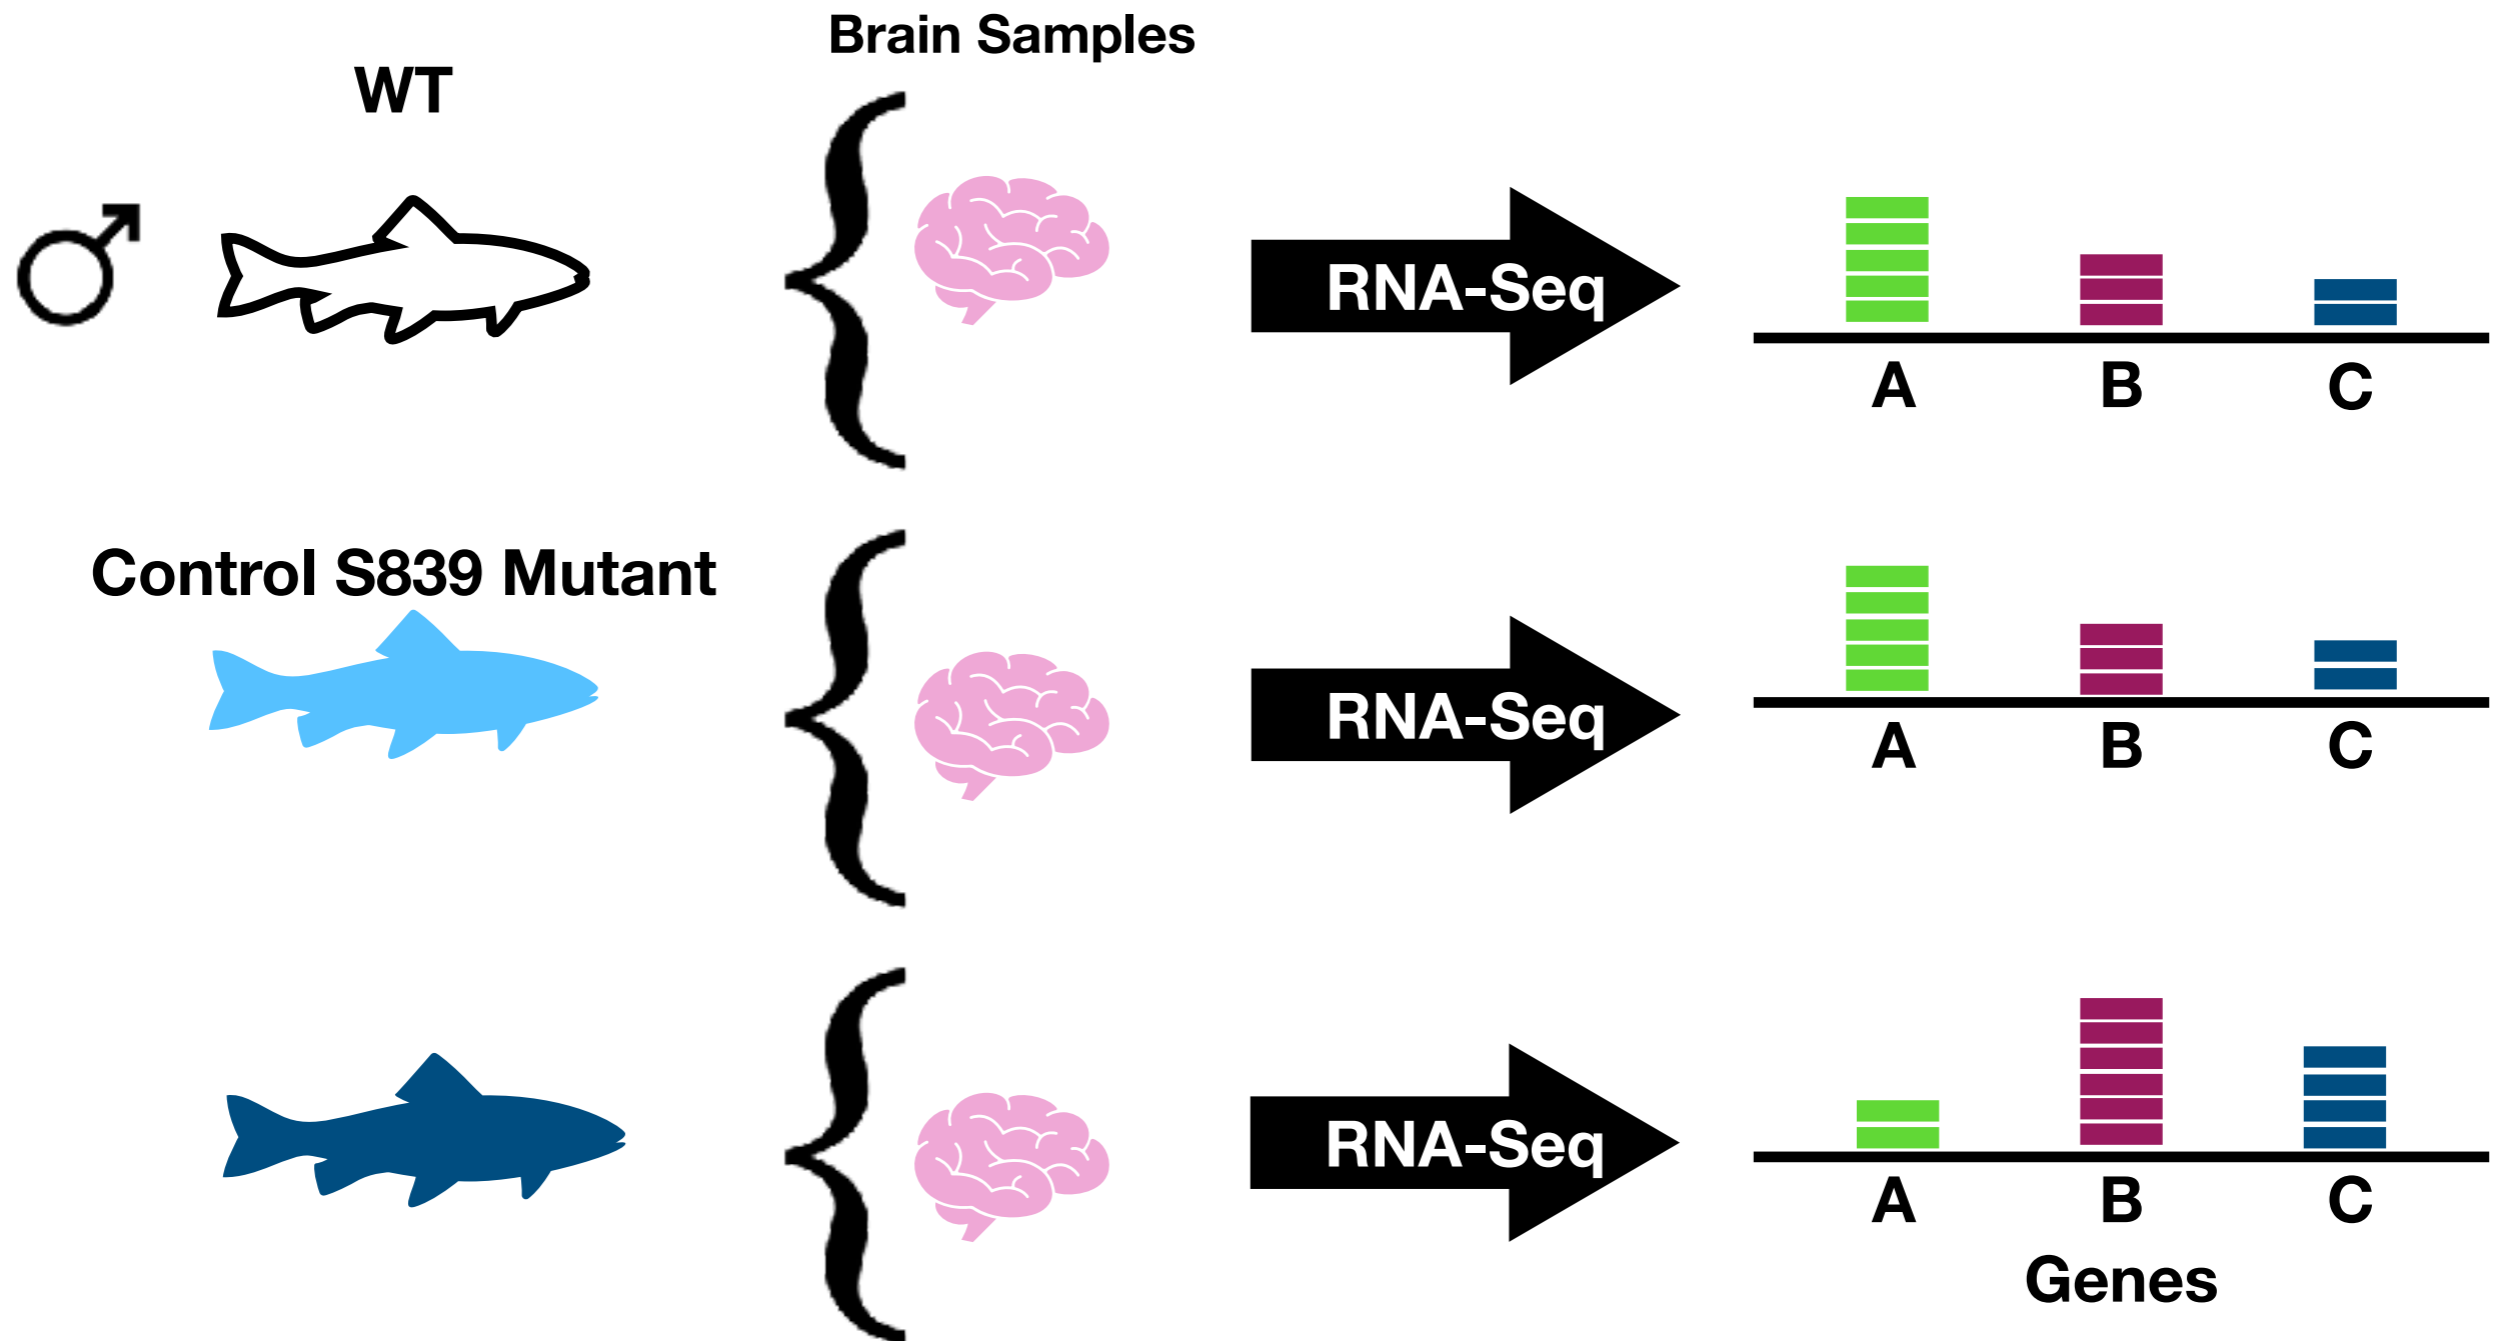 Brain Samples
WT
RNA-Seq
A B C
Control S839 Mutant
RNA-Seq
A B C
RNA-Seq
A B C
Genes